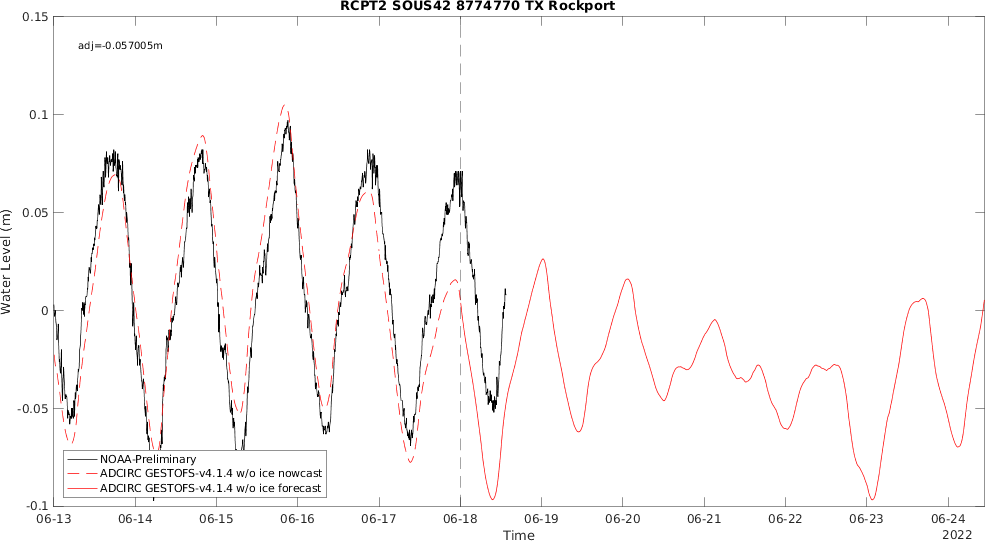 RCPT2 SOUS42 8774770 TX Rockport
0.15
adj=-0.057005m
0.1
0.05
0
-0.05
-0.1
Water Level (m)
NOAA-Preliminary
ADCIRC GESTOFS-v4.1.4 w/o ice nowcast
ADCIRC GESTOFS-v4.1.4 w/o ice forecast
06-13 06-14 06-15 06-16 06-17 06-18 06-19 06-20 06-21 06-22 06-23 06-24
Time
2022